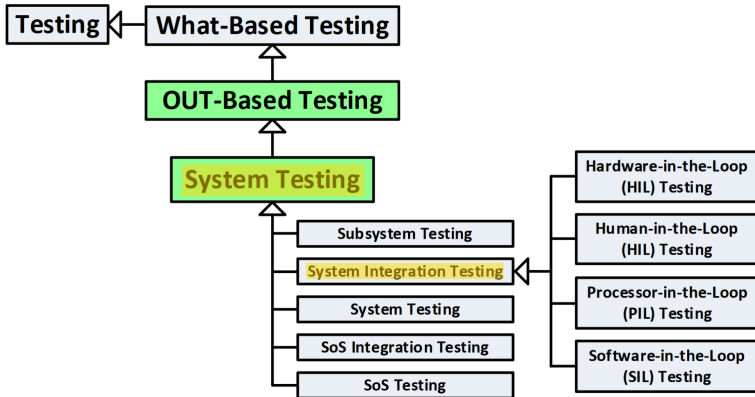 Testing
What-Based Testing
OUT-Based Testing
System Testing
Subsystem Testing
System Integration Testing
System Testing
SoS Integration Testing
SoS Testing
Hardware-in-the-Loop
(HIL) Testing
Human-in-the-Loop
(HIL) Testing
Processor-in-the-Loop
(PIL) Testing
Software-in-the-Loop
(SIL) Testing